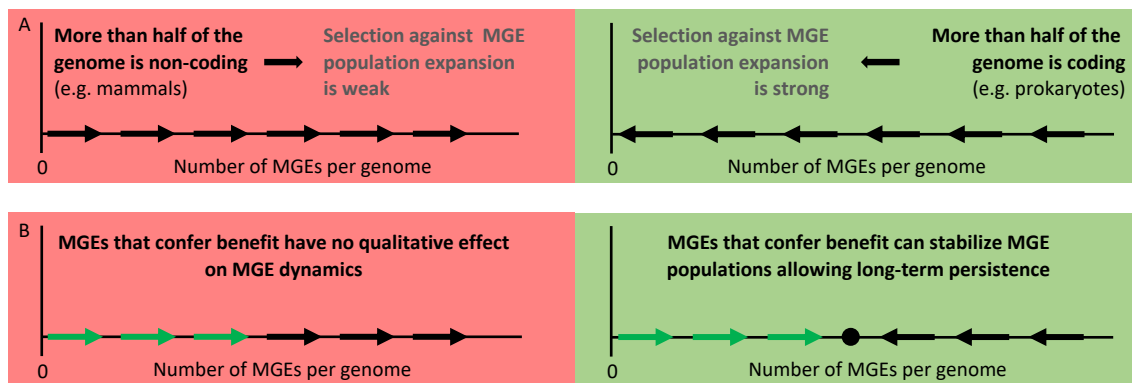 A
More than half of the
genome is non-coding
(e.g. mammals)
Selection against MGE
population expansion
is weak
0
Number of MGEs per genome
Selection against MGE
population expansion
is strong
More than half of the
genome is coding
(e.g. prokaryotes)
0
Number of MGEs per genome
B
MGEs that confer benefit have no qualitative effect
on MGE dynamics
0
Number of MGEs per genome
MGEs that confer benefit can stabilize MGE
populations allowing long-term persistence
0
Number of MGEs per genome